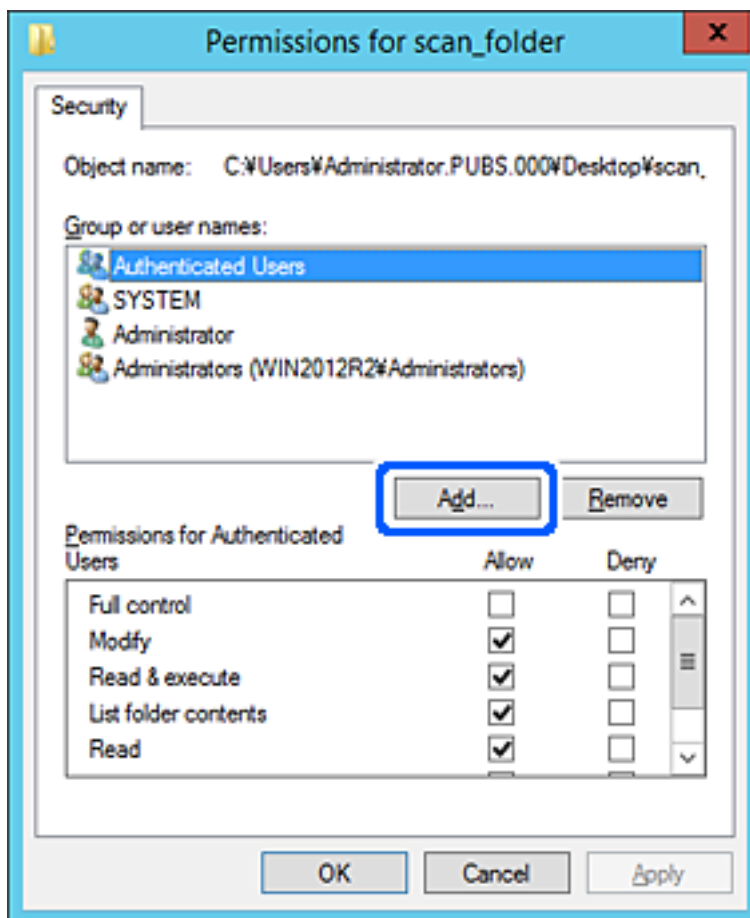 Permissions for scan_folder
x
Security
Object name: C:¥Users¥Administrator.PUBS.000¥Desktop¥scan_
Group or user names:
Authenticated Users
SYSTEM
Administrator
Administrators (WIN2012R2¥Administrators)
Add...
Remove
Permissions for Authenticated
Users
Allow
Deny
Full control
Modify
Read & execute
List folder contents
Read
OK
Cancel
Apply